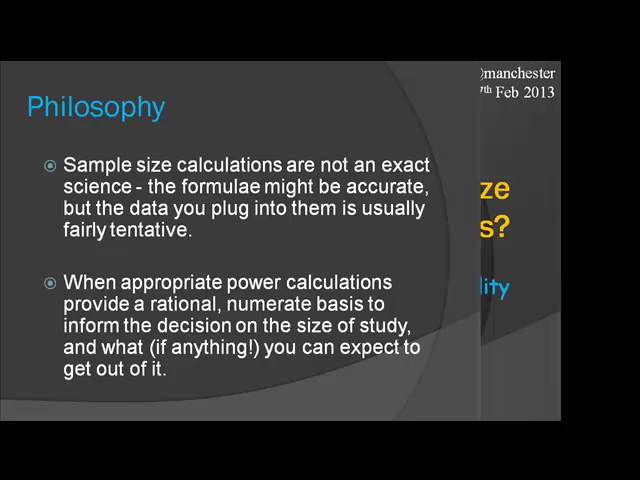 )manchester
7th Feb 2013
Philosophy
Sample size calculations are not an exact
science - the formulae might be accurate,
but the data you plug into them is usually
fairly tentative.
When appropriate power calculations
provide a rational, numerate basis to
inform the decision on the size of study,
and what (if anything!) you can expect to
get out of it.
ze
s?
lity